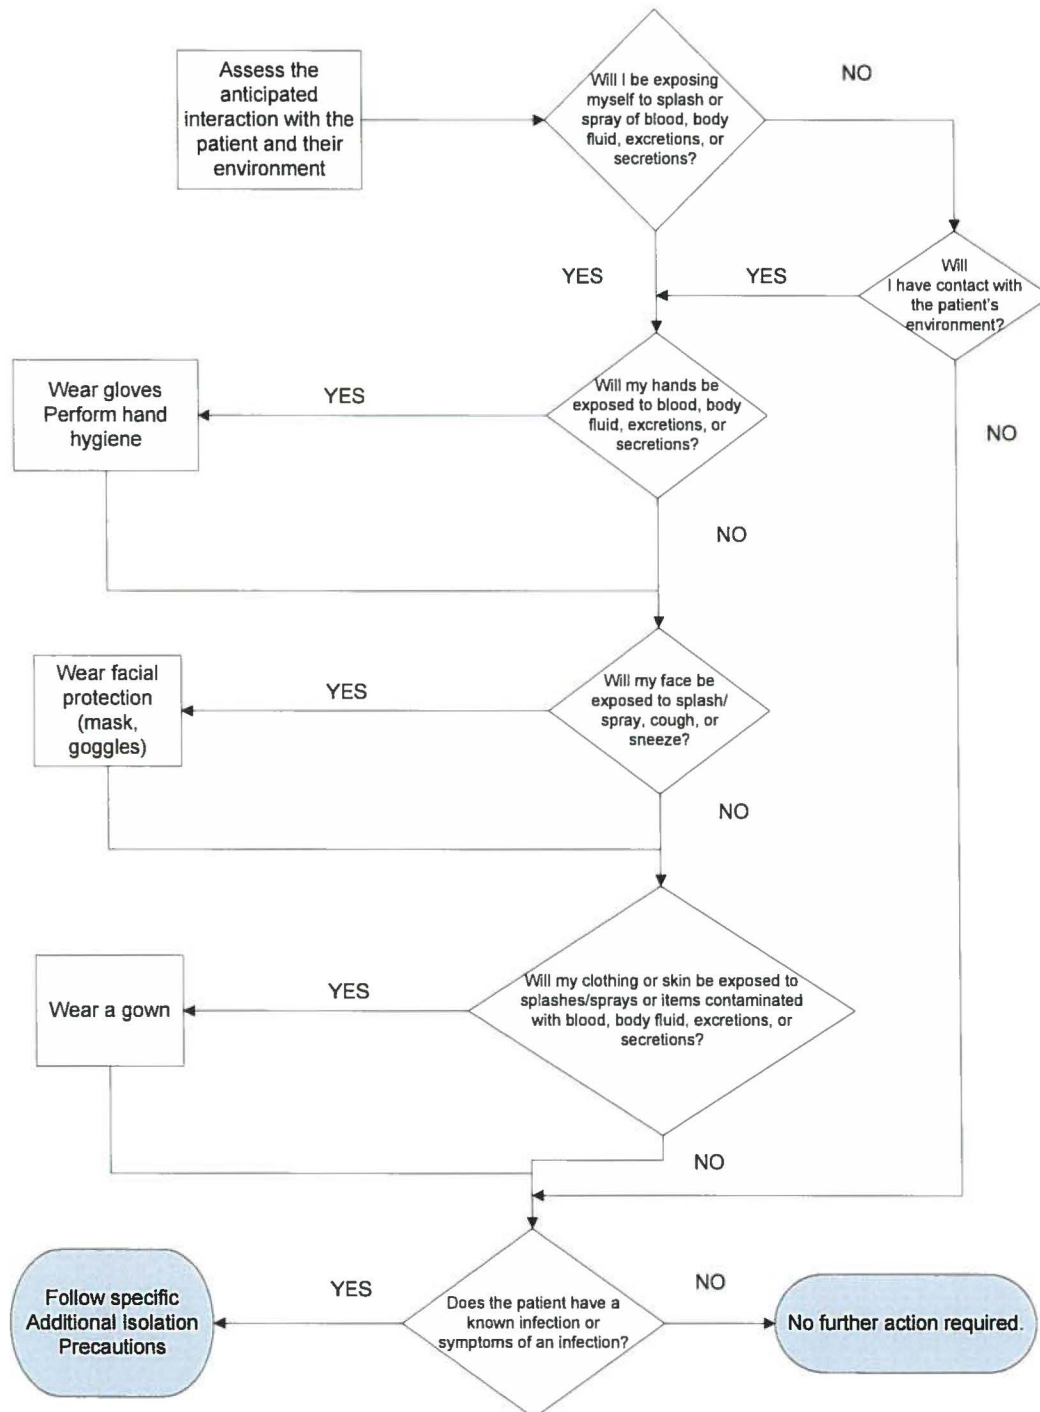 Assess the
anticipated
interaction with the
patient and their
environment
Will I be exposing
myself to splash or
spray of blood, body
fluid, excretions, or
secretions?
NO
YES
YES
Will
I have contact with
the patient's
environment?
NO
Will my hands be
exposed to blood, body
fluid, excretions, or
secretions?
YES
Wear gloves
Perform hand
hygiene
NO
Will my face be
exposed to splash/
spray, cough, or
sneeze?
YES
Wear facial
protection
(mask,
goggles)
NO
Will my clothing or skin be exposed to
splashes/sprays or items contaminated
with blood, body fluid, excretions, or
secretions?
YES
Wear a gown
NO
Does the patient have a
known infection or
symptoms of an infection?
YES
Follow specific
Additional Isolation
Precautions
NO
No further action required.